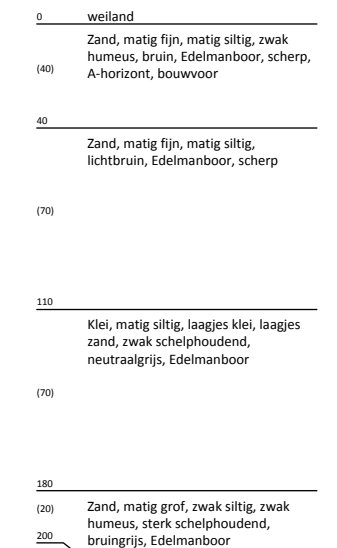 0 weiland
Zand, matig fijn, matig siltig, zwak
humeus, bruin, Edelmanboor, scherp,
(40)
A-horizont, bouwvoor
40
Zand, matig fijn, matig siltig,
lichtbruin, Edelmanboor, scherp
(70)
110
Klei, matig siltig, laagjes klei, laagjes
zand, zwak schelphoudend,
neutraalgrijs, Edelmanboor
(70)
180
(20) Zand, matig grof, zwak siltig, zwak
humeus, sterk schelphoudend,
200 bruingrijs, Edelmanboor